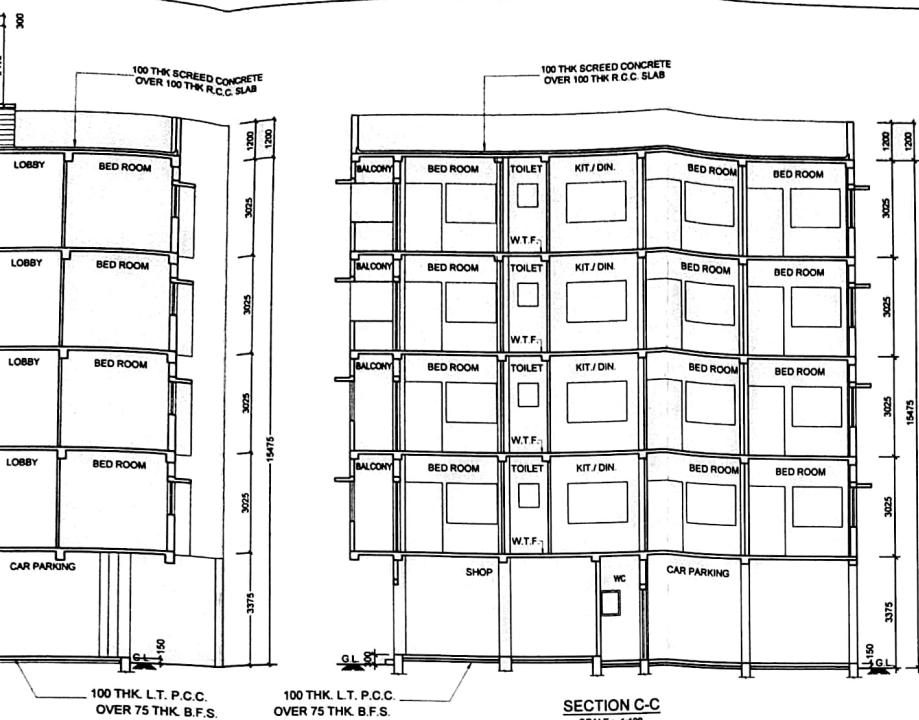 300
100 THK SCREED CONCRETE
OVER 100 THK R.C.C. SLAB
100 THK SCREED CONCRETE
OVER 100 THK R.C.C. SLAB
1200
1200
1200
1200
LOBBY
BED ROOM
3025
BALCONY
BED ROOM
TOILET
KIT./ DIN.
BED ROOM
BED ROOM
3025
W.T.F.
LOBBY
BED ROOM
3025
BALCONY
BED ROOM
TOILET
KIT./ DIN.
BED ROOM
BED ROOM
3025
W.T.F.
LOBBY
BED ROOM
3025
BALCONY
BED ROOM
TOILET
KIT./ DIN.
BED ROOM
BED ROOM
3025
W.T.F.
15475
15475
LOBBY
BED ROOM
3025
BALCONY
BED ROOM
TOILET
KIT./ DIN.
BED ROOM
BED ROOM
3025
W.T.F.
CAR PARKING
3375
SHOP
WC
CAR PARKING
3375
G L
150
G L
300
150
G L
100 THK. L.T. P.C.C.
OVER 75 THK. B.F.S.
100 THK. L.T. P.C.C.
OVER 75 THK. B.F.S.
SECTION C-C